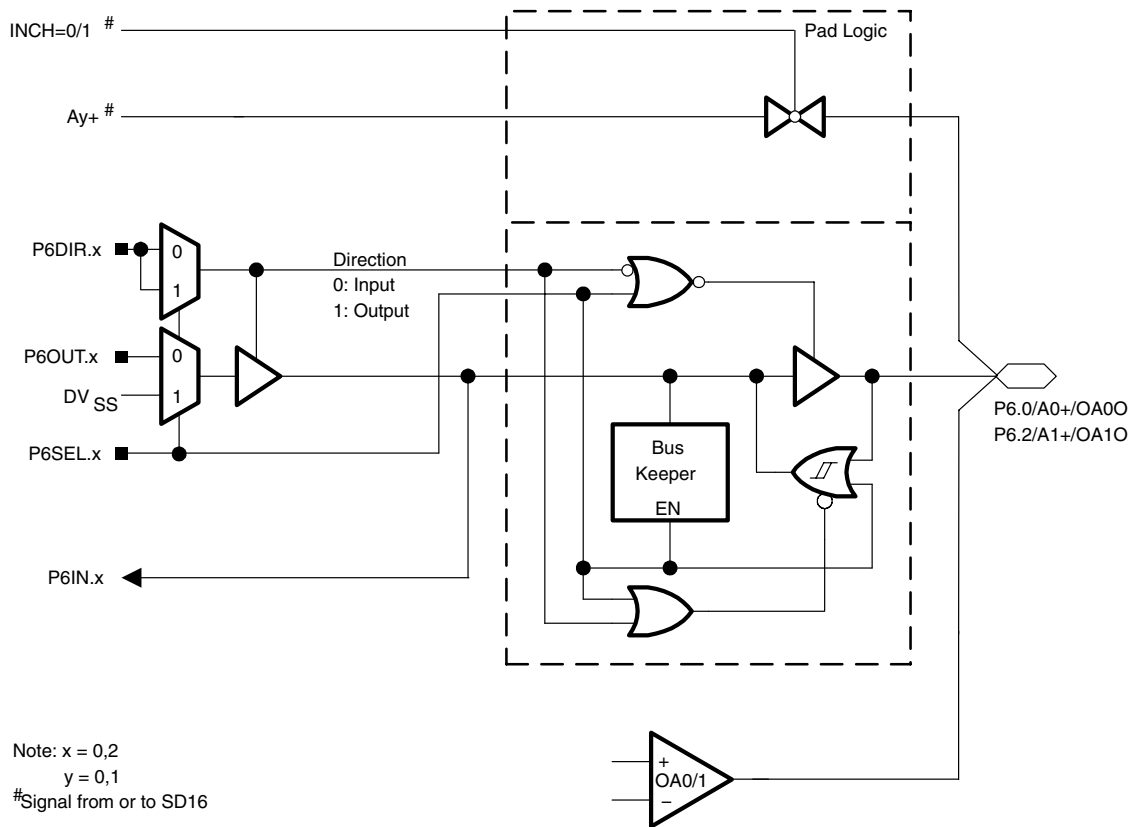 INCH=0/1 #
Pad Logic
Ay+ #
P6DIR.x
0
1
Direction
0: Input
1: Output
P6OUT.x
0
DVSS
1
P6SEL.x
P6.0/A0+/OA0O
P6.2/A1+/OA1O
Bus
Keeper
EN
P6IN.x
Note: x = 0,2
y = 0,1
#Signal from or to SD16
+
OA0/1
−